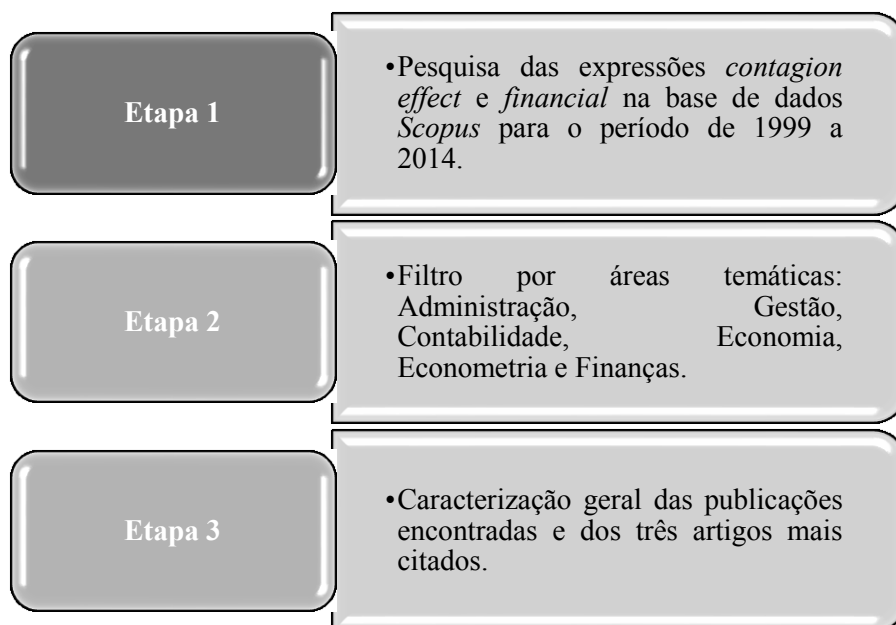 Etapa 1
•Pesquisa das expressões contagion
effect e financial na base de dados
Scopus para o período de 1999 a
2014.
Etapa 2
•Filtro por áreas temáticas:
Administração, Gestão,
Contabilidade, Economia,
Econometria e Finanças.
Etapa 3
•Caracterização geral das publicações
encontradas e dos três artigos mais
citados.